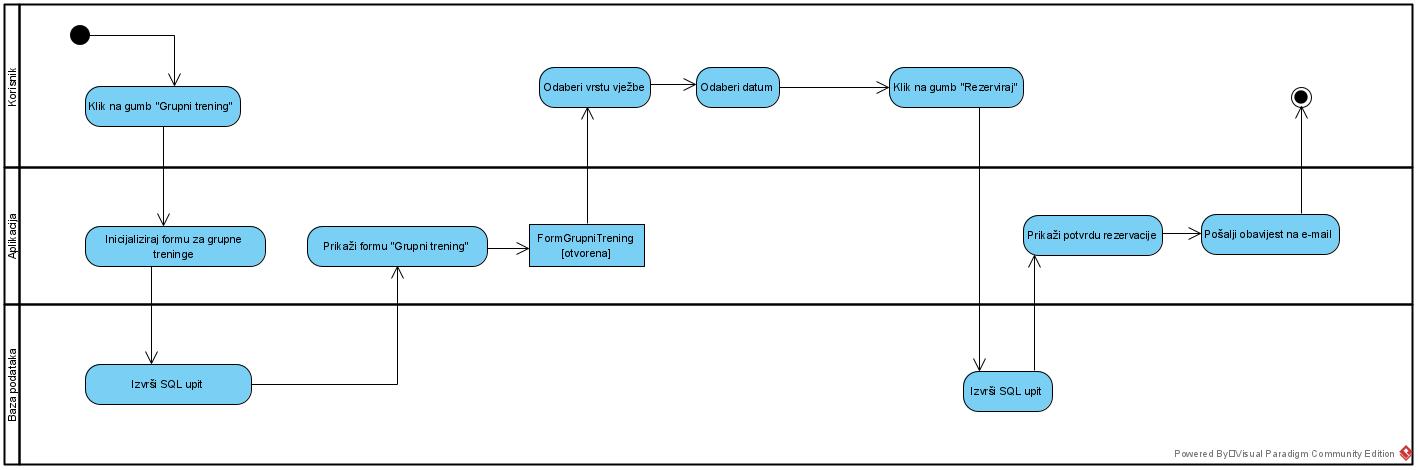 Korisnik
Klik na gumb "Grupni trening"
Odaberi vrstu vježbe
Odaberi datum
Klik na gumb "Rezerviraj"
Aplikacija
Inicijaliziraj formu za grupne
treninge
Prikaži formu "Grupni trening"
FormGrupniTrening
[otvorena]
Prikaži potvrdu rezervacije
Pošalji obavijest na e-mail
Baza podataka
Izvrši SQL upit
Izvrši SQL upit
Powered By□Visual Paradigm Community Edition